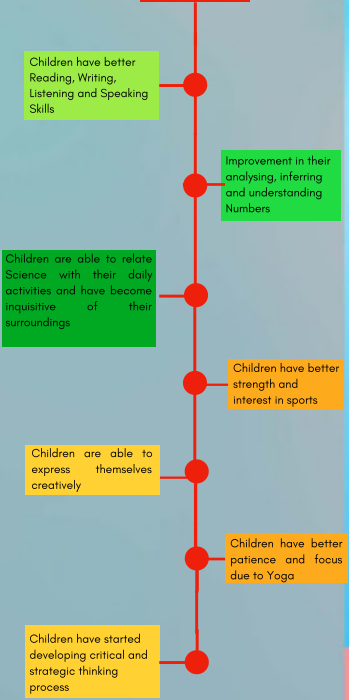 Children have better
Reading, Writing,
Listening and Speaking
Skills
Improvement in their
analysing, inferring
and understanding
Numbers
Children are able to relate
Science with their daily
activities and have become
inquisitive of their
surroundings
Children have better
strength and
interest in sports
Children are able to
express themselves
creatively
Children have better
patience and focus
due to Yoga
Children have started
developing critical and
strategic thinking
process